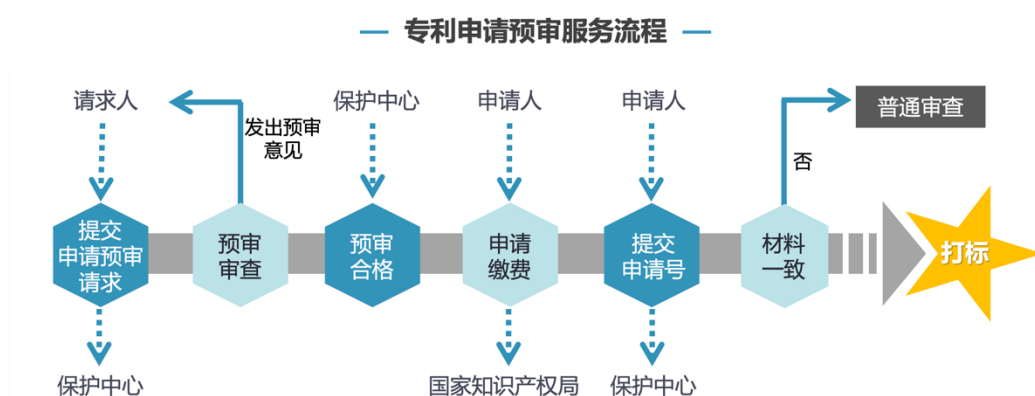 专利申请预审服务流程
请求人
保护中心
申请人
申请人
普通审查
发出预审
意见
否
提交
申请预审
请求
预审
审查
预审
合格
申请
缴费
提交
申请号
材料
一致
打标
保护中心
国家知识产权局
保护中心